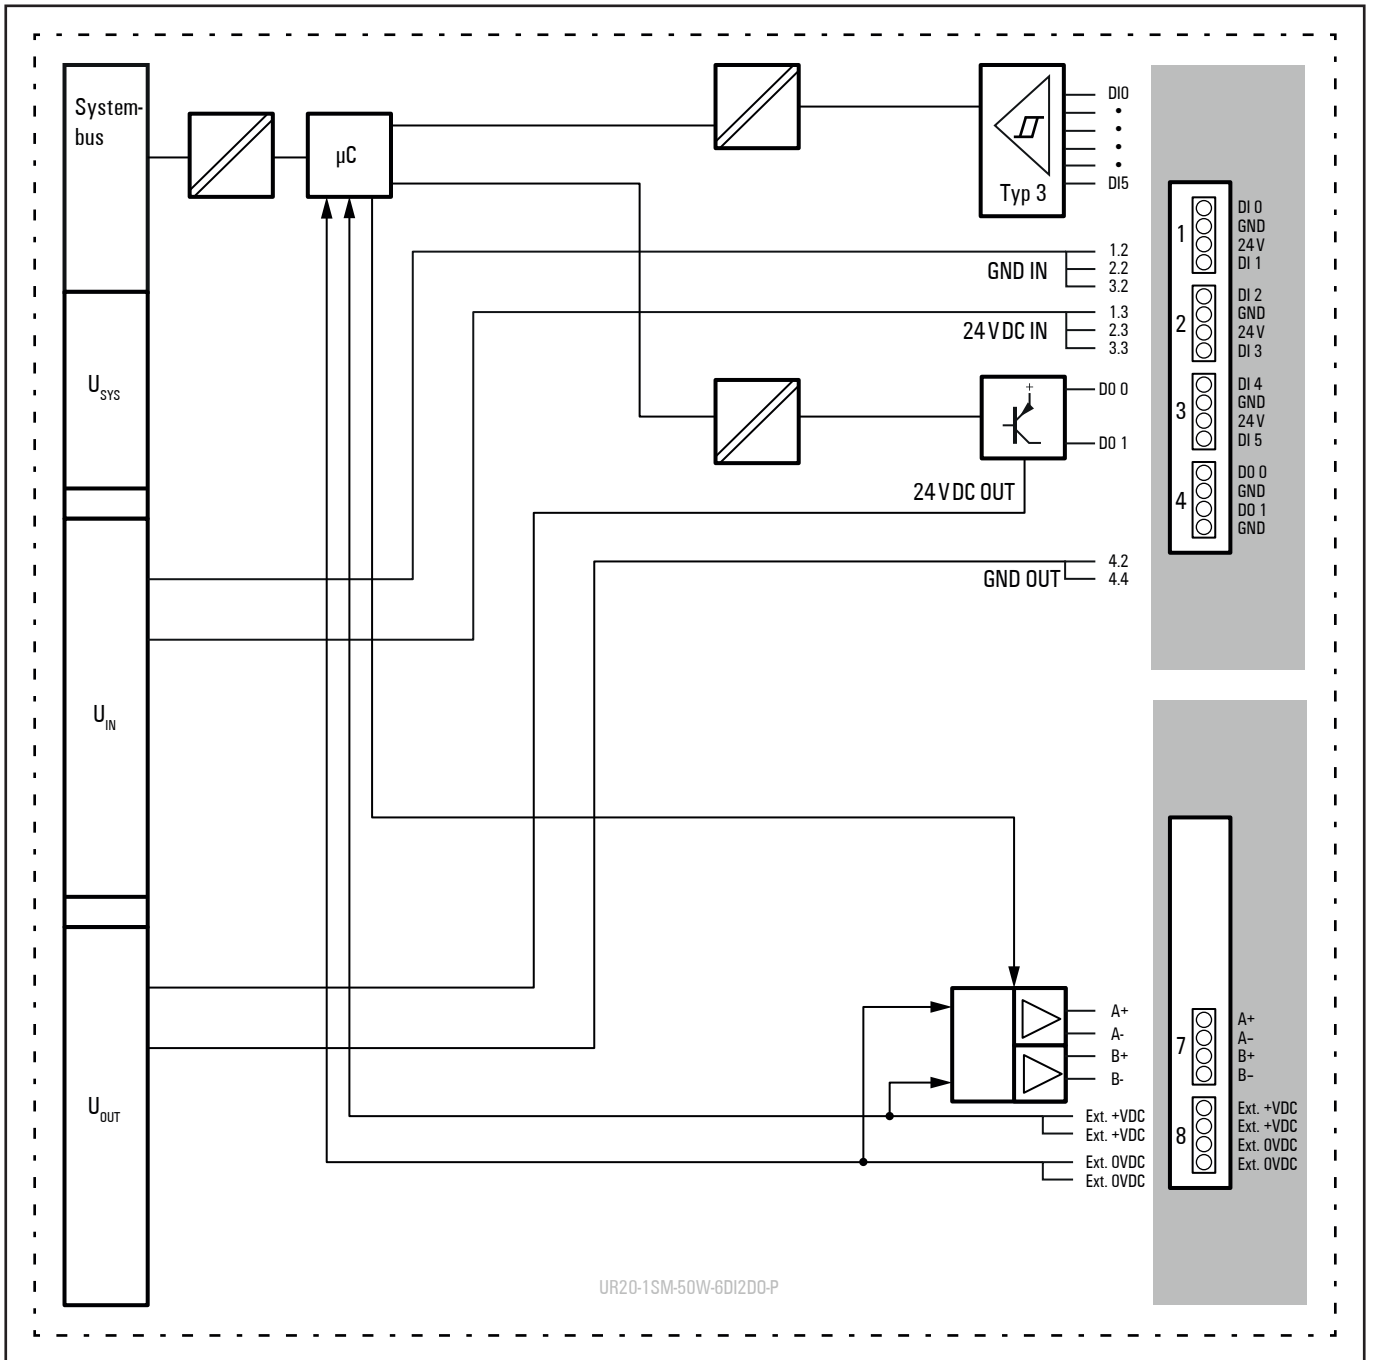 System-
bus
µC
Typ 3
DI0
DI5
GND IN
1.2
2.2
3.2
24 V DC IN
1.3
2.3
3.3
DO 0
DO 1
24 V DC OUT
GND OUT
4.2
4.4
U SYS
U IN
U OUT
A+
A-
B+
B-
Ext. +VDC
Ext. +VDC
Ext. 0VDC
Ext. 0VDC
1
DI 0
GND
24 V
DI 1
2
DI 2
GND
24 V
DI 3
3
DI 4
GND
24 V
DI 5
4
DO 0
GND
DO 1
GND
7
A+
A-
B+
B-
8
Ext. +VDC
Ext. +VDC
Ext. 0VDC
Ext. 0VDC
UR20-1SM-50W-6DI2DO-P